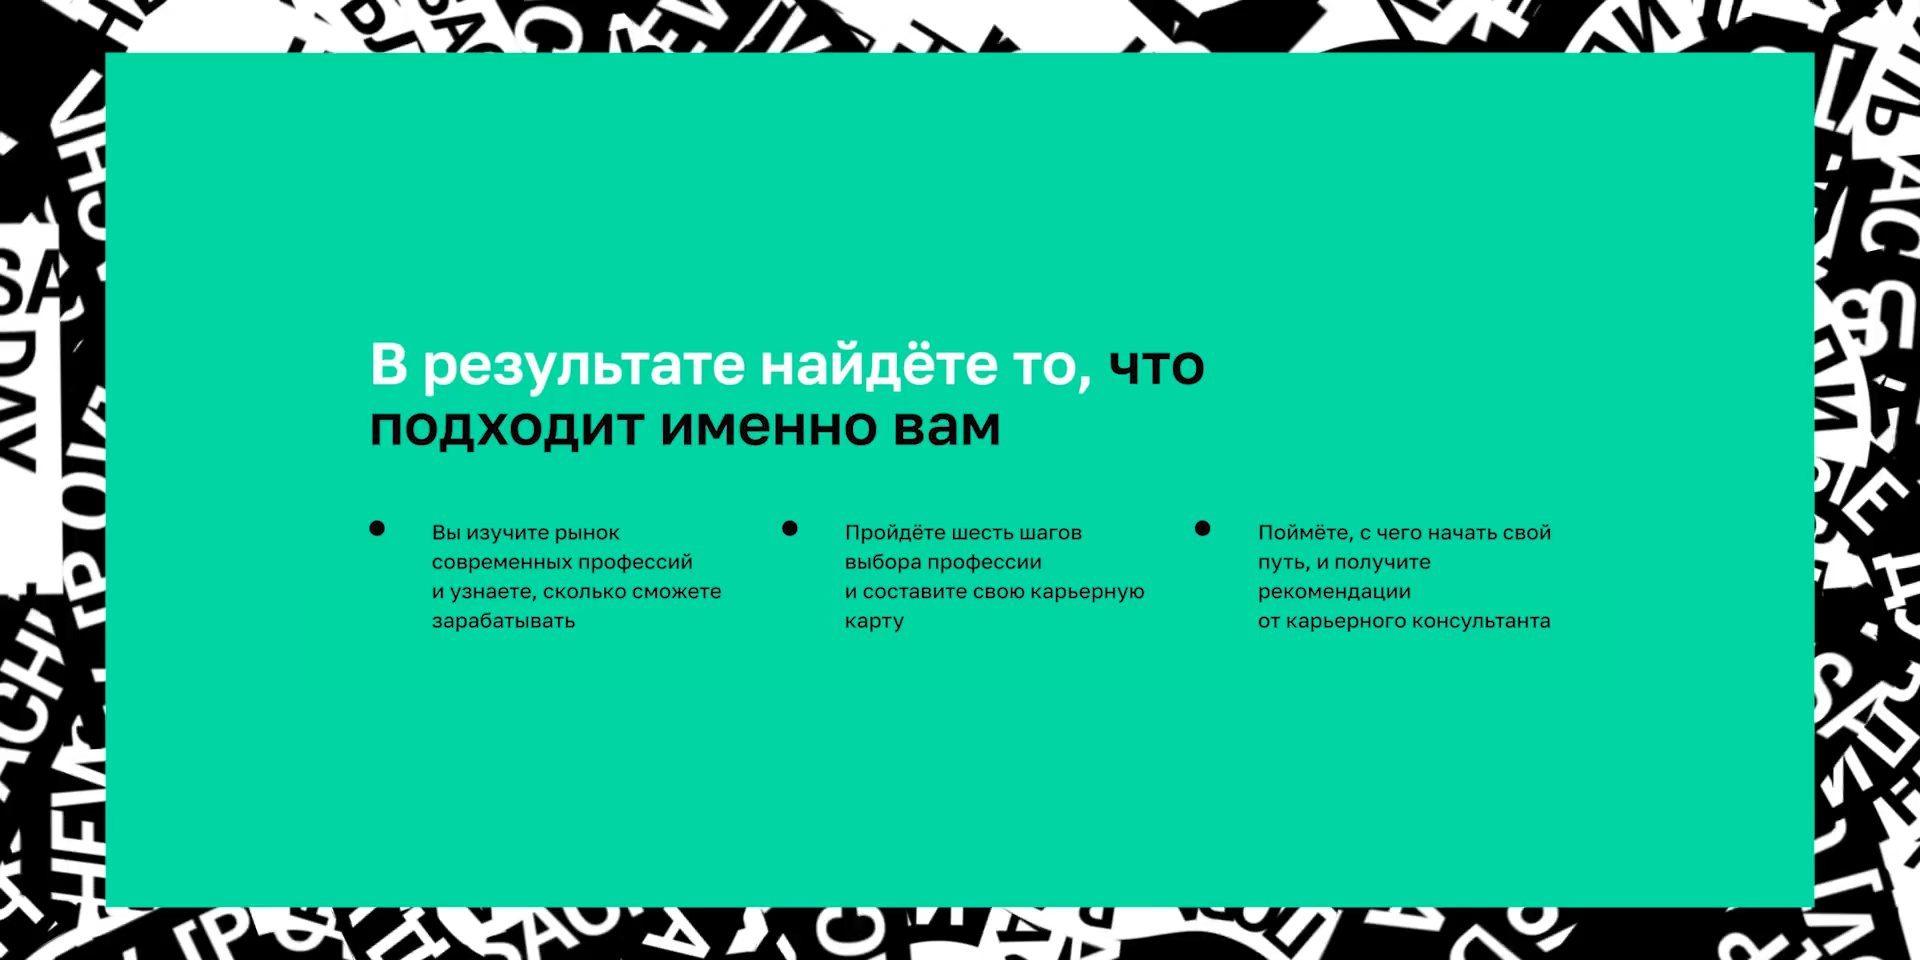 В результате найдёте то, что
подходит именно вам
Вы изучите рынок
современных профессий
и узнаете, сколько сможете
зарабатывать
Пройдёте шесть шагов
выбора профессии
и составите свою карьерную
карту
Поймёте, с чего начать свой
путь, и получите
рекомендации
от карьерного консультанта